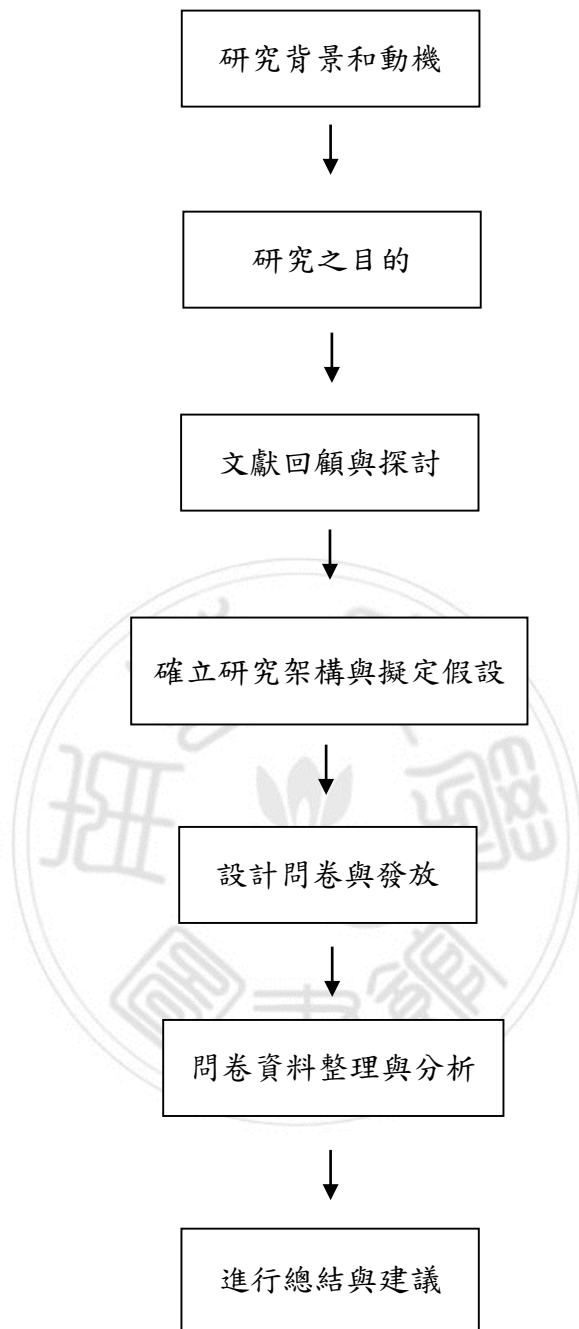 研究背景和動機
研究之目的
文獻回顧與探討
確立研究架構與擬定假設
設計問卷與發放
問卷資料整理與分析
進行總結與建議